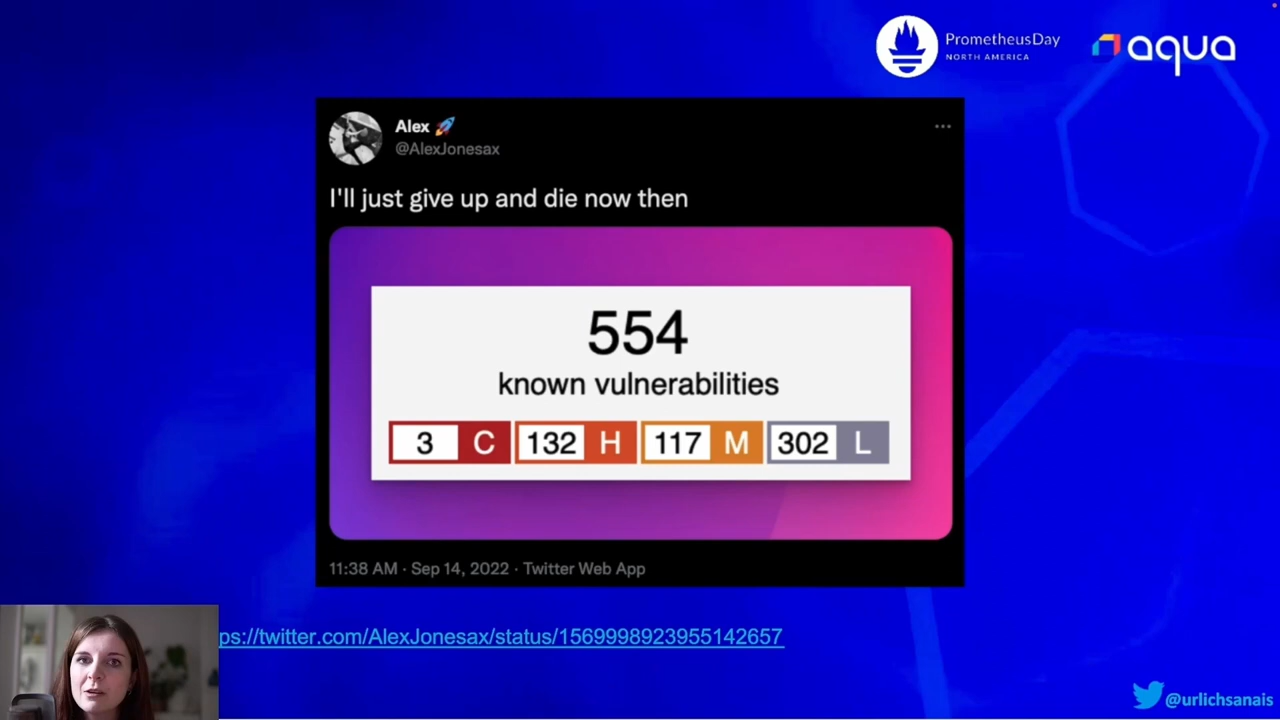 PrometheusDay
NORTH AMERICA
aqua
Alex 🚀
@AlexJonesax
I'll just give up and die now then
554
known vulnerabilities
3 C 132 H 117 M 302 L
11:38 AM · Sep 14, 2022 · Twitter Web App
ps://twitter.com/AlexJonesax/status/1569998923955142657
@urlichsanais